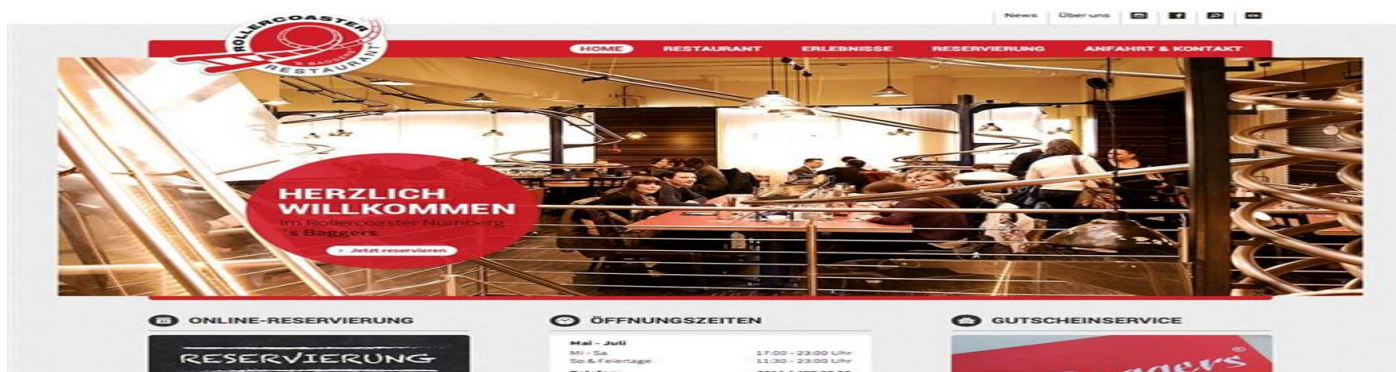 News Über uns
ROLLERCOASTER
'S BAGGERS
RESTAURANT
HOME RESTAURANT ERLEBNISSE RESERVIERUNG ANFAHRT & KONTAKT
HERZLICH
WILLKOMMEN
im Rollercoaster Nürnberg
's Baggers
› Jetzt reservieren
ONLINE-RESERVIERUNG
RESERVIERUNG
ÖFFNUNGSZEITEN
Mai - Juli
Mi - Sa 17:00 - 23:00 Uhr
So & Feiertage 11:30 - 23:00 Uhr
GUTSCHEINSERVICE